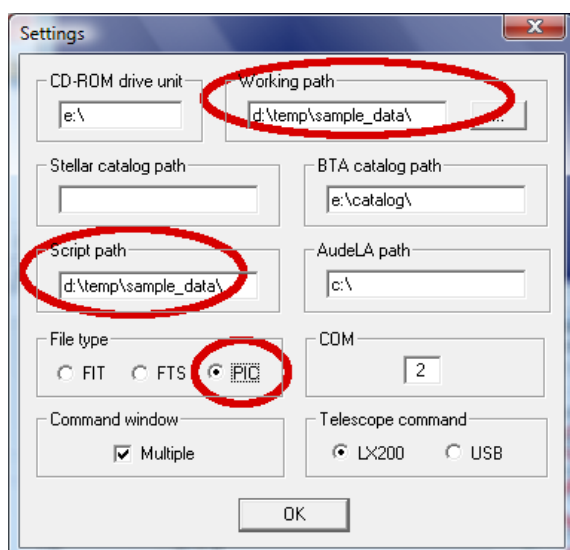 Settings
CD-ROM drive unit
e:\
Working path
d:\temp\sample_data\
Stellar catalog path
BTA catalog path
e:\catalog\
Script path
d:\temp\sample_data\
AudeLA path
c:\
File type
FIT FTS PIC
COM
2
Command window
Multiple
Telescope command
LX200 USB
OK